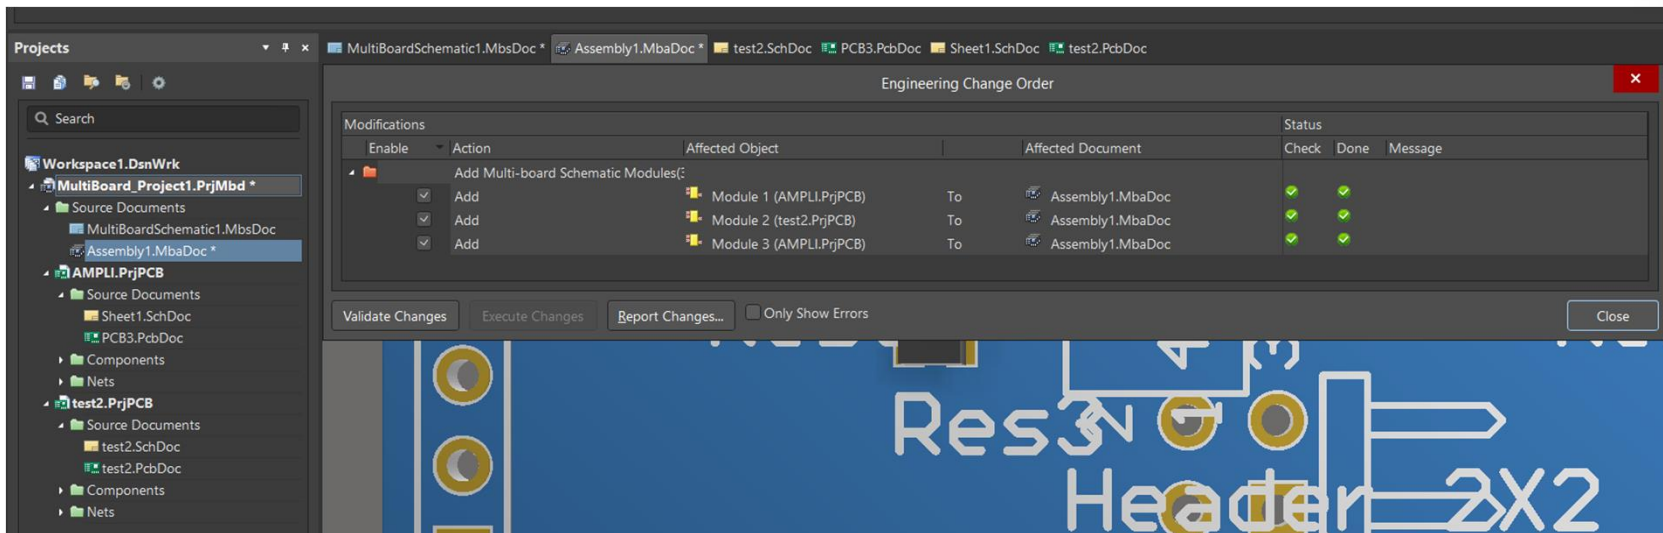 Projects
MultiBoardSchematic1.MbsDoc * Assembly1.MbaDoc * test2.SchDoc PCB3.PcbDoc Sheet1.SchDoc test2.PcbDoc
Search
Workspace1.DsnWrk
MultiBoard_Project1.PrjMbd *
Source Documents
MultiBoardSchematic1.MbsDoc
Assembly1.MbaDoc *
AMPLI.PrjPCB
Source Documents
Sheet1.SchDoc
PCB3.PcbDoc
Components
Nets
test2.PrjPCB
Source Documents
test2.SchDoc
test2.PcbDoc
Components
Nets
Engineering Change Order
Modifications Status
Enable Action Affected Object Affected Document Check Done Message
Add Multi-board Schematic Modules(3
Add Module 1 (AMPLI.PrjPCB) To Assembly1.MbaDoc
Add Module 2 (test2.PrjPCB) To Assembly1.MbaDoc
Add Module 3 (AMPLI.PrjPCB) To Assembly1.MbaDoc
Validate Changes Execute Changes Report Changes... Only Show Errors Close
4 3
Res3 2 1
Header 2X2